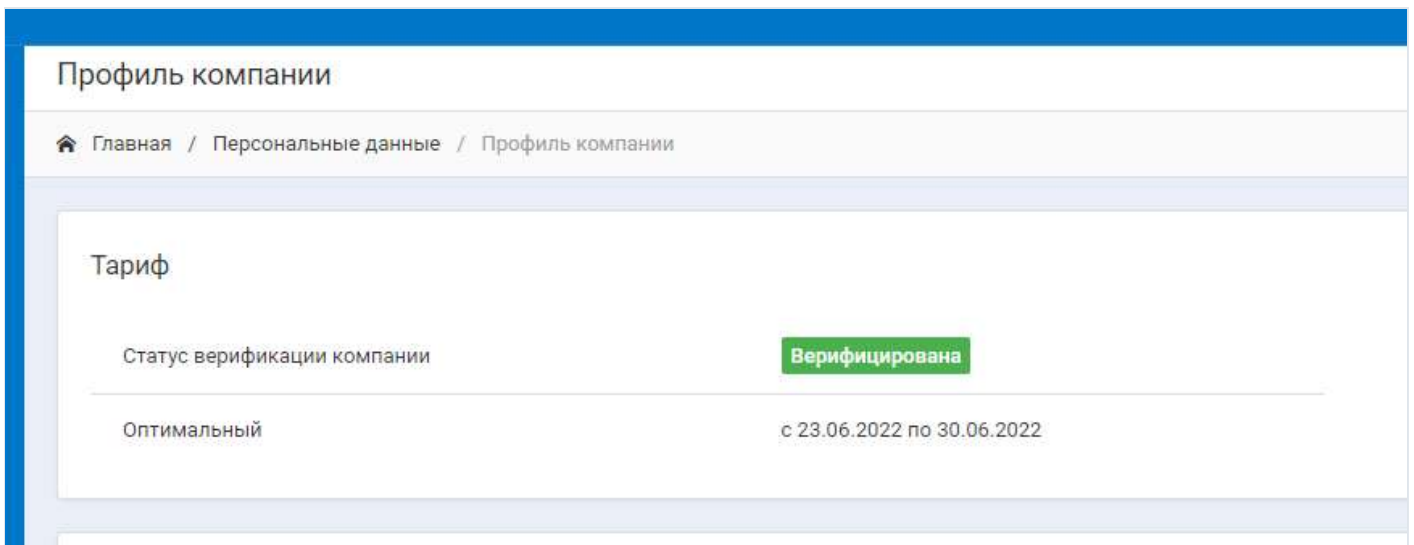 Профиль компании
Главная / Персональные данные / Профиль компании
Тариф
Статус верификации компании Верифицирована
Оптимальный с 23.06.2022 по 30.06.2022